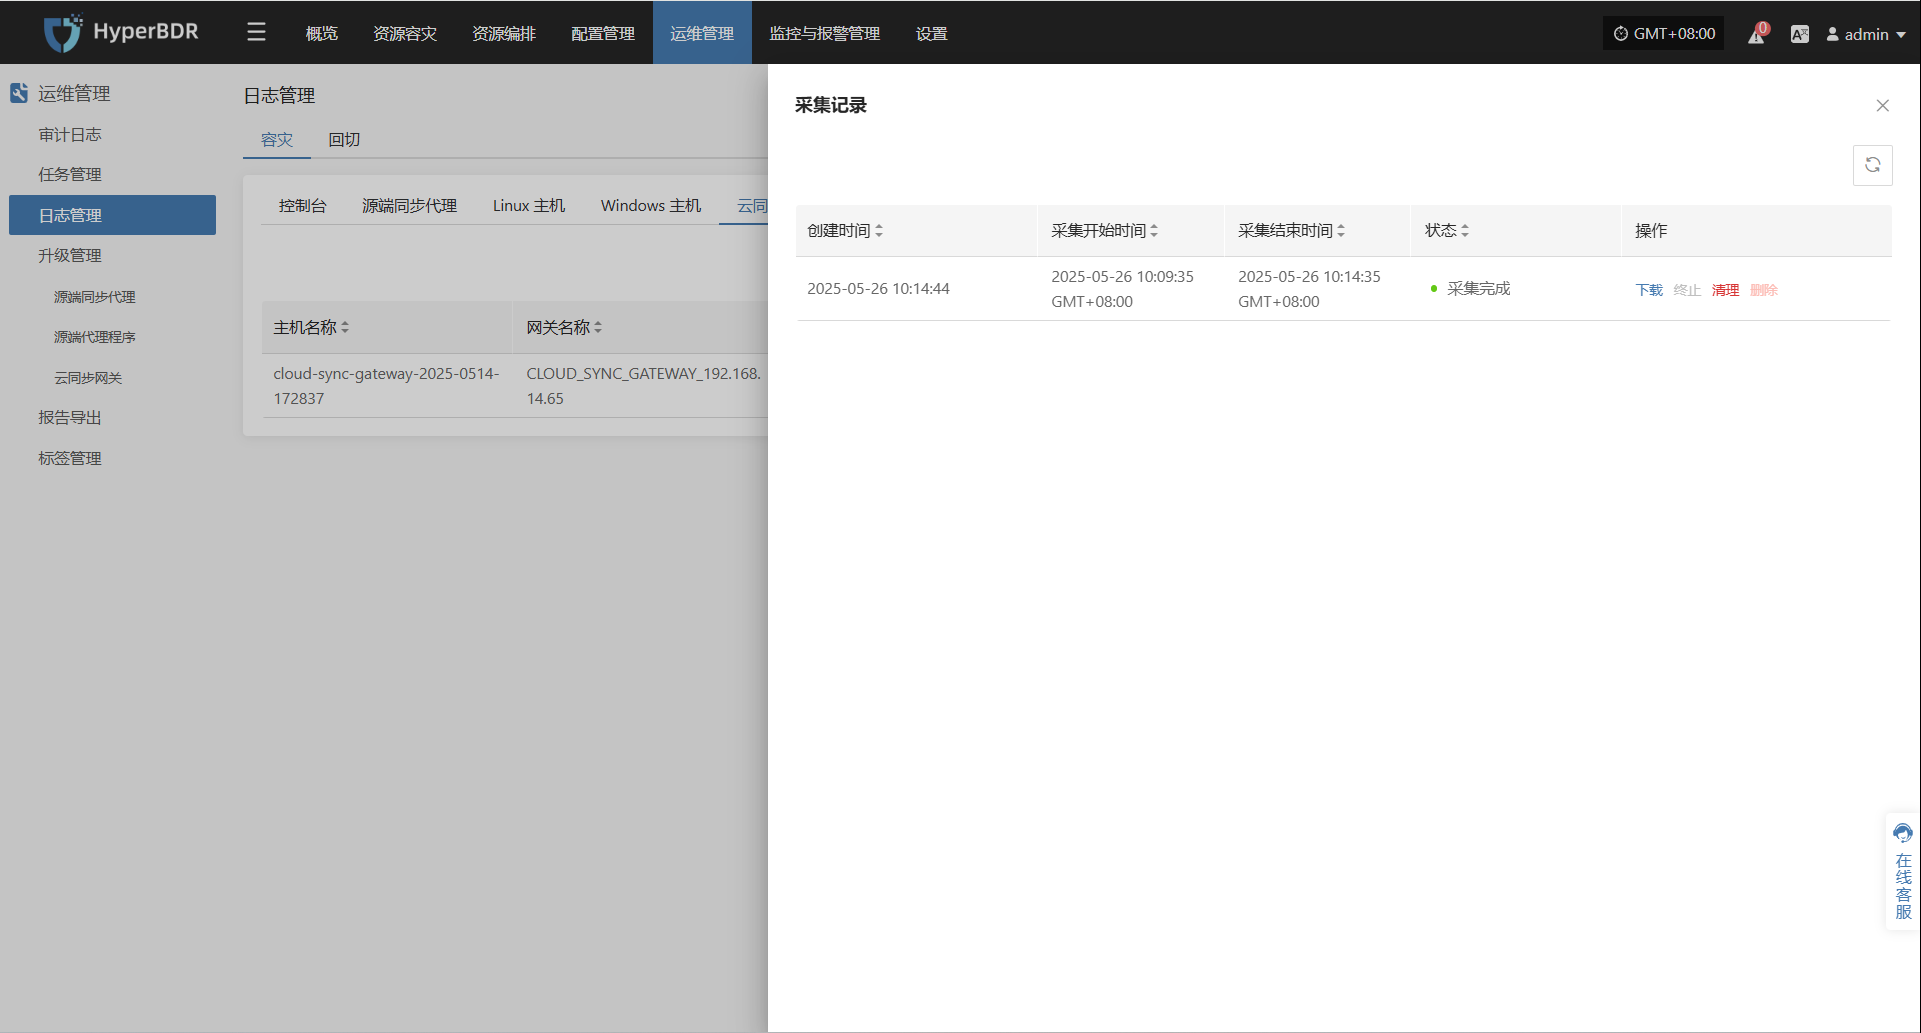 HyperBDR
概览
资源容灾
资源编排
配置管理
运维管理
监控与报警管理
设置
GMT+08:00
0
admin
运维管理
审计日志
任务管理
日志管理
升级管理
源端同步代理
源端代理程序
云同步网关
报告导出
标签管理
日志管理
容灾
回切
控制台
源端同步代理
Linux 主机
Windows 主机
云同
主机名称
网关名称
cloud-sync-gateway-2025-0514-
172837
CLOUD_SYNC_GATEWAY_192.168.
14.65
采集记录
创建时间
采集开始时间
采集结束时间
状态
操作
2025-05-26 10:14:44
2025-05-26 10:09:35
GMT+08:00
2025-05-26 10:14:35
GMT+08:00
采集完成
下载
终止
清理
删除
在线客服